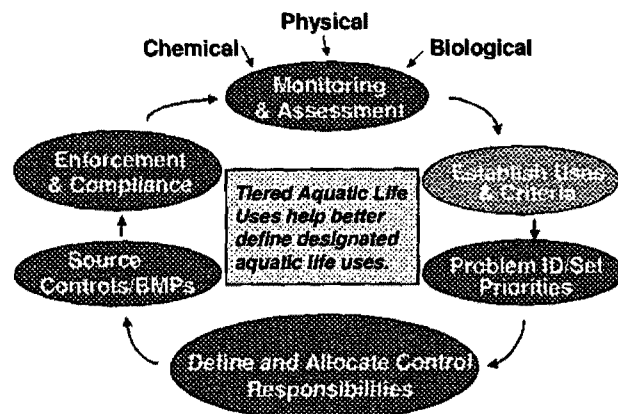 Physical
Chemical
Biological
Monitoring
& Assessment
Enforcement
& Compliance
Establish Uses
& Criteria
Tiered Aquatic Life
Uses help better
define designated
aquatic life uses.
Source
Controls/BMPs
Problem ID/Set
Priorities
Define and Allocate Control
Responsibilities